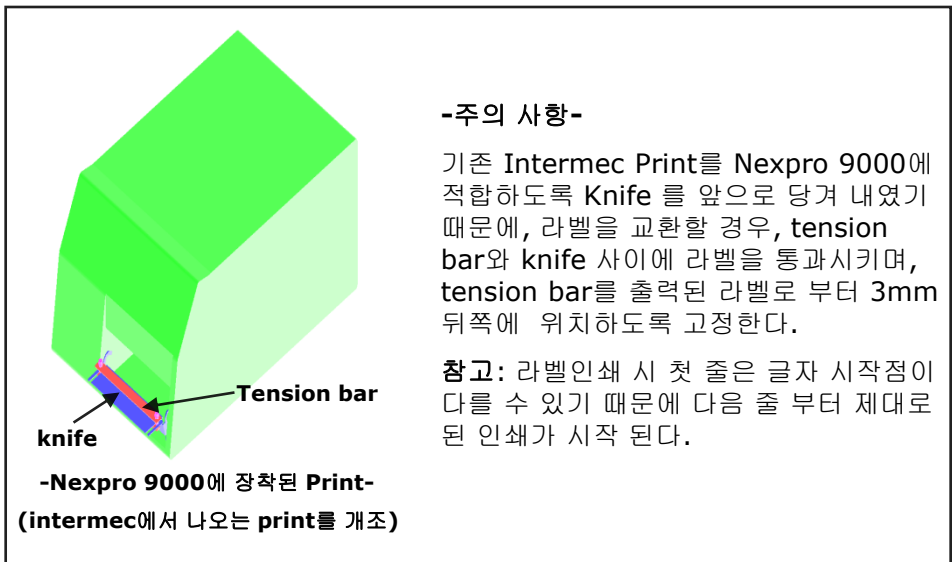 Tension bar
knife
-Nexpro 9000에 장착된 Print-
(intermec에서 나오는 print를 개조)
-주의 사항-
기존 Intermec Print를 Nexpro 9000에
적합하도록 Knife 를 앞으로 당겨 내였기
때문에, 라벨을 교환할 경우, tension
bar와 knife 사이에 라벨을 통과시키며,
tension bar를 출력된 라벨로 부터 3mm
뒤쪽에 위치하도록 고정한다.
참고: 라벨인쇄 시 첫 줄은 글자 시작점이
다를 수 있기 때문에 다음 줄 부터 제대로
된 인쇄가 시작 된다.